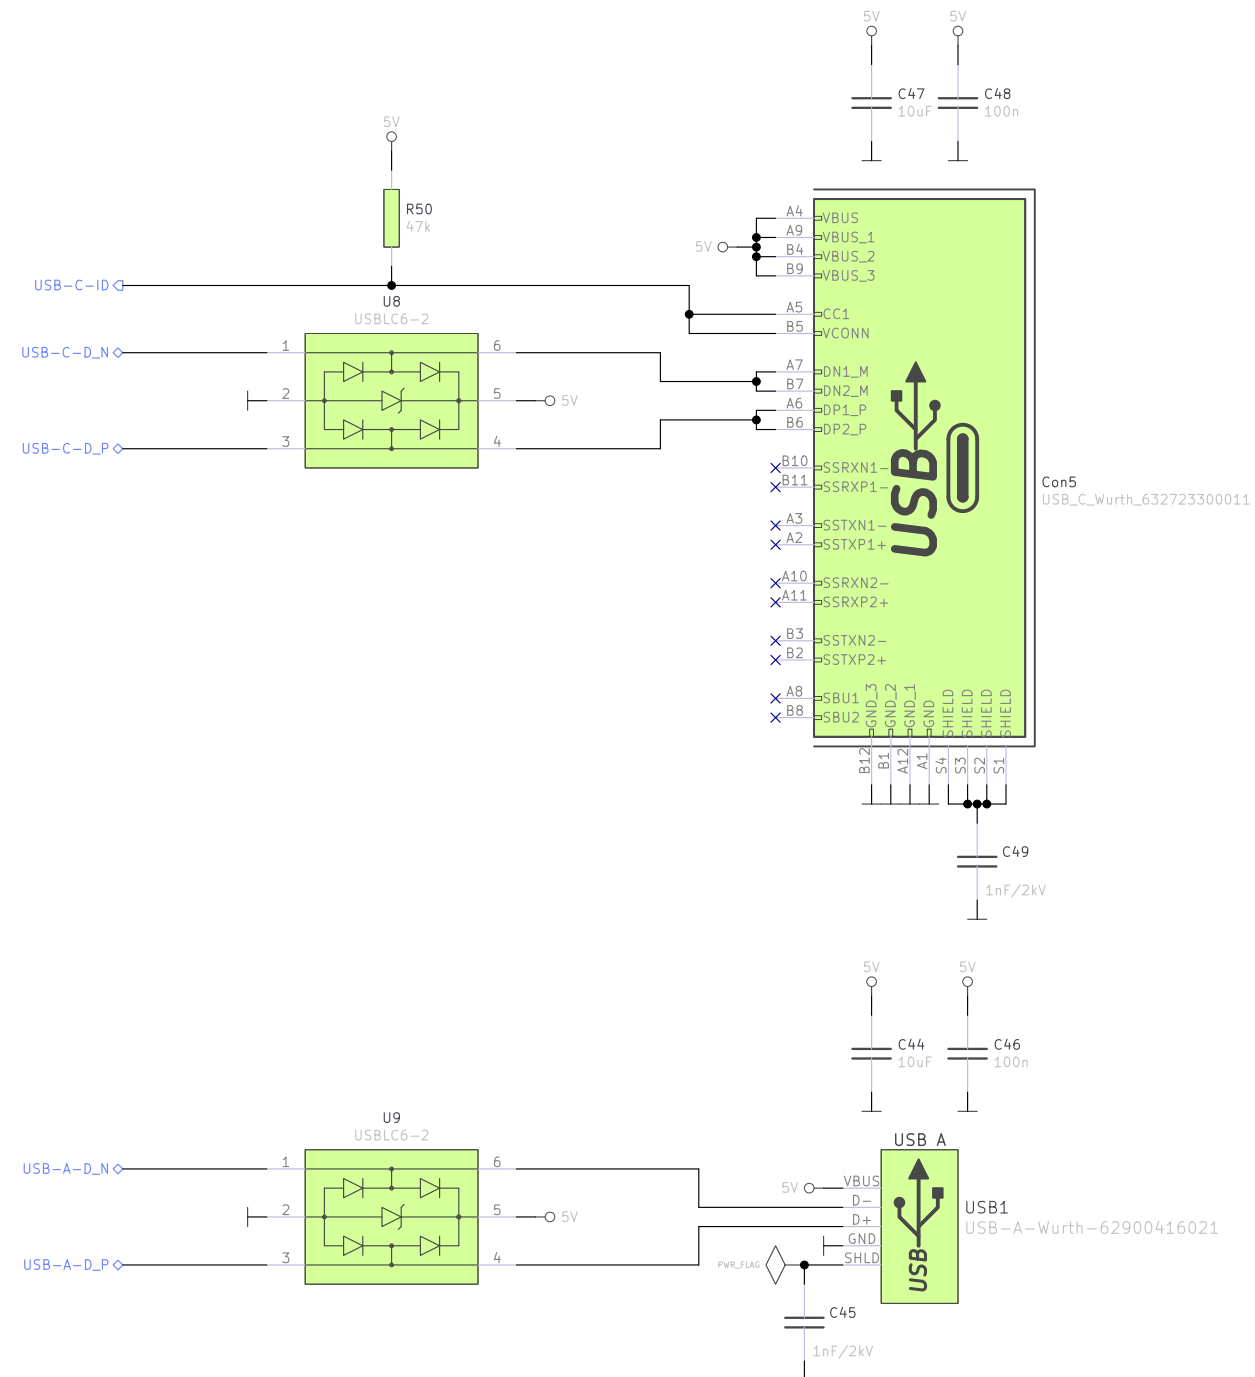 5V
5V
C47
10uF
C48
100n
5V
R50
47k
USB-C-ID
U8
USBLC6-2
USB-C-D_N
1
6
2
5
5V
USB-C-D_P
3
4
5V
A4
VBUS
A9
VBUS_1
B4
VBUS_2
B9
VBUS_3
A5
CC1
B5
VCONN
A7
DN1_M
B7
DN2_M
A6
DP1_P
B6
DP2_P
B10
SSRXN1-
B11
SSRXP1-
A3
SSTXN1-
A2
SSTXP1+
A10
SSRXN2-
A11
SSRXP2+
B3
SSTXN2-
B2
SSTXP2+
A8
SBU1
B8
SBU2
USB
Con5
USB_C_Wurth_632723300011
GND_3
GND_2
GND_1
GND
SHIELD
SHIELD
SHIELD
SHIELD
B12
B1
A12
A1
S4
S3
S2
S1
C49
1nF/2kV
5V
5V
C44
10uF
C46
100n
U9
USBLC6-2
USB-A-D_N
1
6
2
5
5V
USB-A-D_P
3
4
USB A
5V
VBUS
D-
D+
GND
SHLD
USB
USB1
USB-A-Wurth-62900416021
PWR_FLAG
C45
1nF/2kV